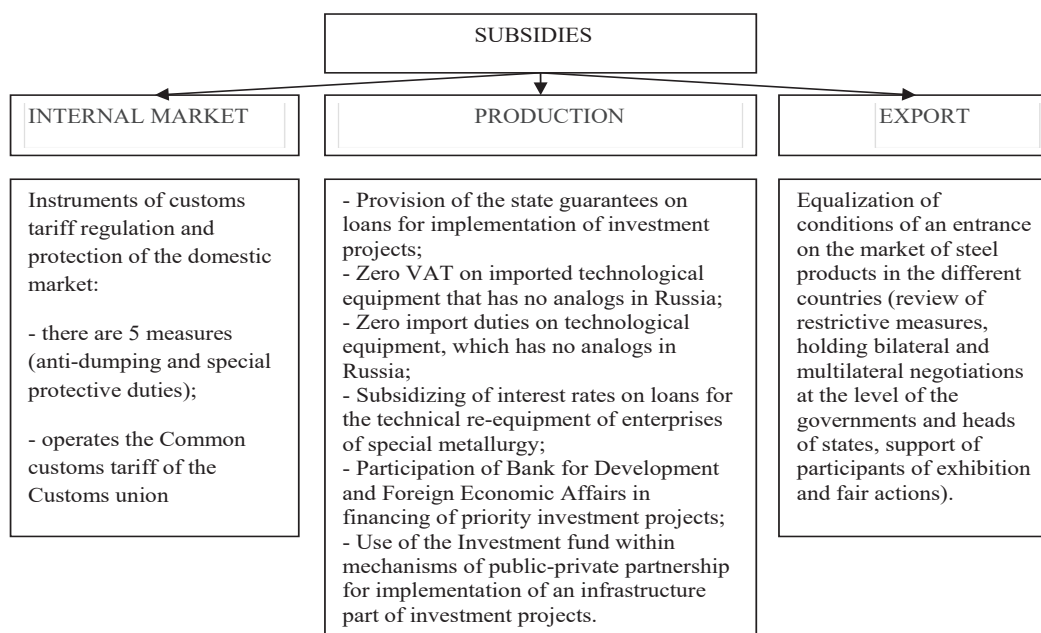 SUBSIDIES
INTERNAL MARKET
PRODUCTION
EXPORT
Instruments of customs
tariff regulation and
protection of the domestic
market:
- there are 5 measures
(anti-dumping and special
protective duties);
- operates the Common
customs tariff of the
Customs union
- Provision of the state guarantees on
loans for implementation of investment
projects;
- Zero VAT on imported technological
equipment that has no analogs in Russia;
- Zero import duties on technological
equipment, which has no analogs in
Russia;
- Subsidizing of interest rates on loans for
the technical re-equipment of enterprises
of special metallurgy;
- Participation of Bank for Development
and Foreign Economic Affairs in
financing of priority investment projects;
- Use of the Investment fund within
mechanisms of public-private partnership
for implementation of an infrastructure
part of investment projects.
Equalization of
conditions of an entrance
on the market of steel
products in the different
countries (review of
restrictive measures,
holding bilateral and
multilateral negotiations
at the level of the
governments and heads
of states, support of
participants of exhibition
and fair actions).